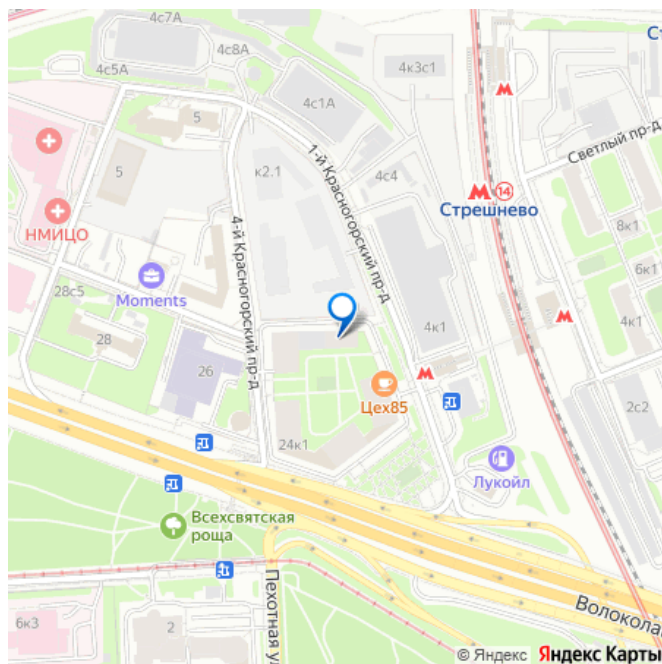 4с7А
4с8А
4с5А
4с1А
4к3с1
Ст
5
5
к2.1
1-й Красногорский пр-д
4с4
Светлый пр-д
14
Стрешнево
8к1
6к1
НМИЦО
4-й Красногорский пр-д
28с5
Moments
28
26
4к1
4к1
Цех85
2с2
24к1
Лукойл
Всехсвятская
роща
Пехотная ул
Волокола
6к3
2
© Яндекс Яндекс Карты